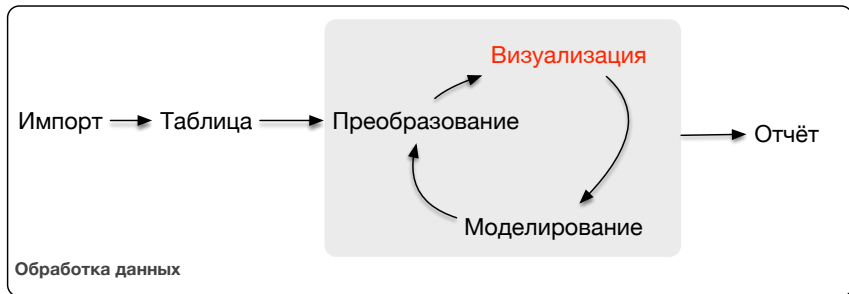 Визуализация
Импорт
Таблица
Преобразование
Отчёт
Моделирование
Обработка данных